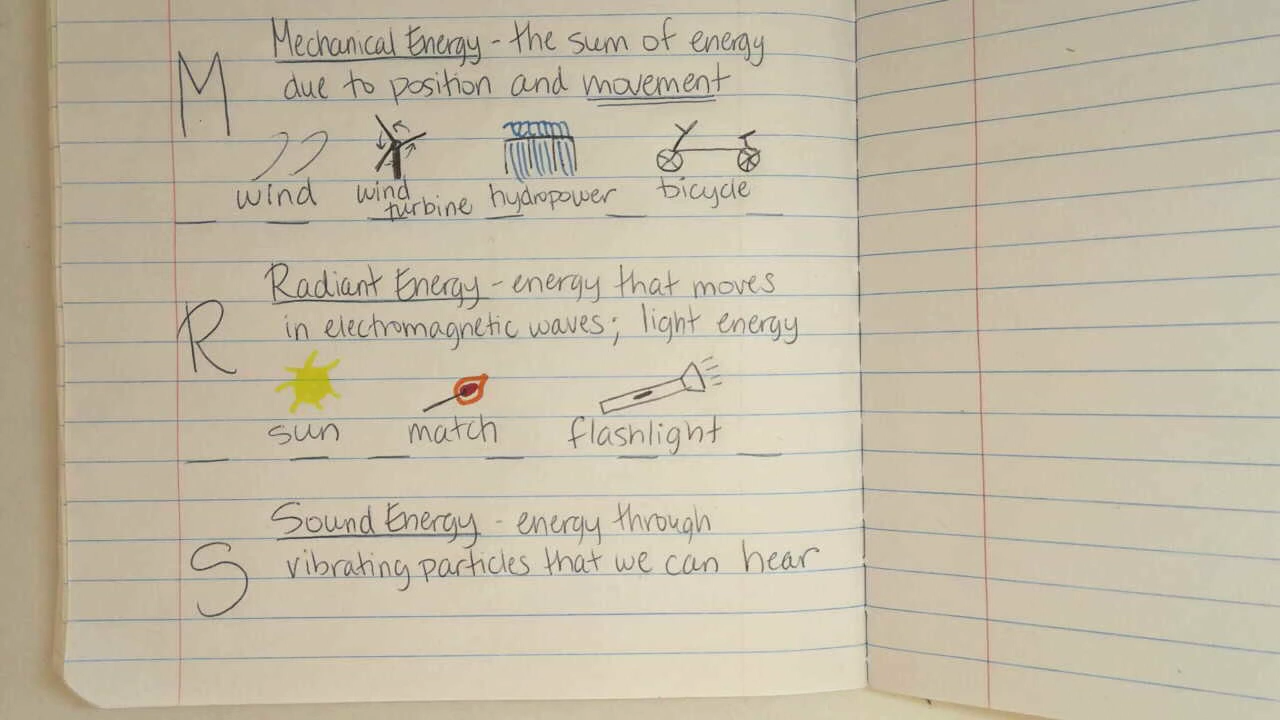 Mechanical Energy - the sum of energy
M
due to position and movement
wind
wind turbine
hydropower
bicycle
Radiant Energy - energy that moves
R
in electromagnetic waves; light energy
sun
match
flashlight
Sound Energy - energy through
S
vibrating particles that we can hear